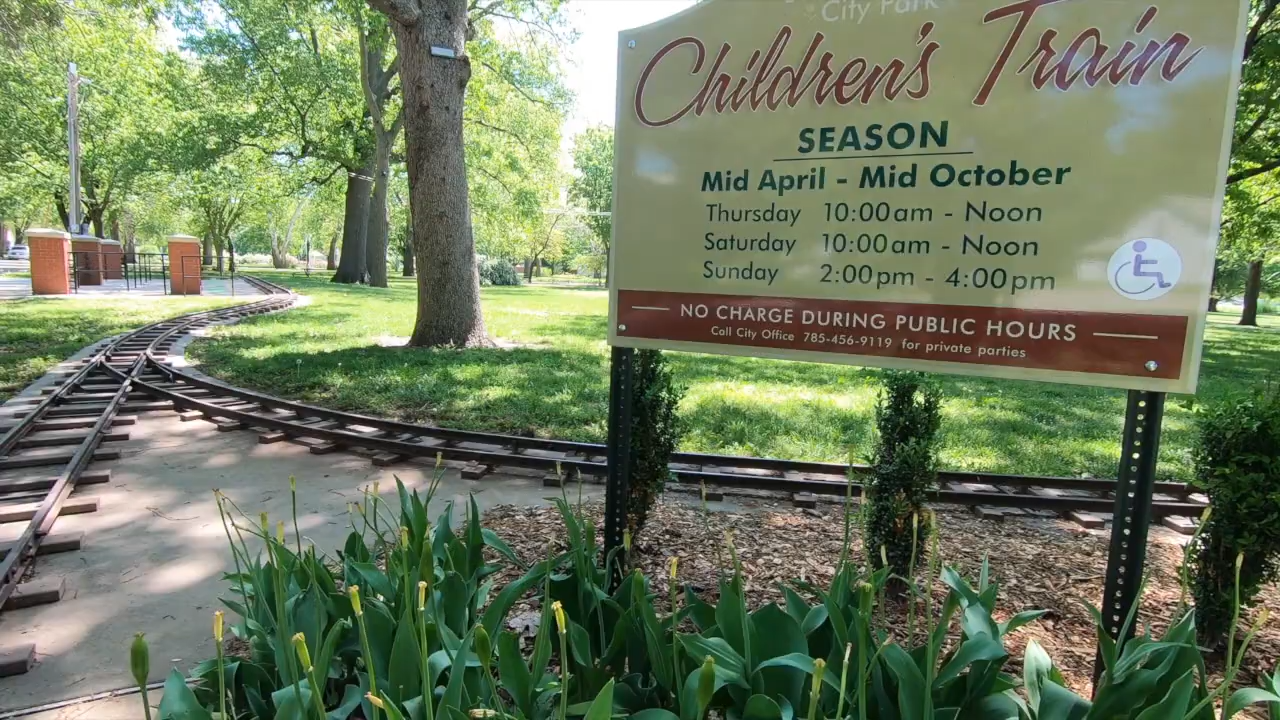 City Park
Children's Train
SEASON
Mid April - Mid October
Thursday 10:00am - Noon
Saturday 10:00am - Noon
Sunday 2:00pm - 4:00pm
NO CHARGE DURING PUBLIC HOURS
Call City Office 785-456-9119 for private parties